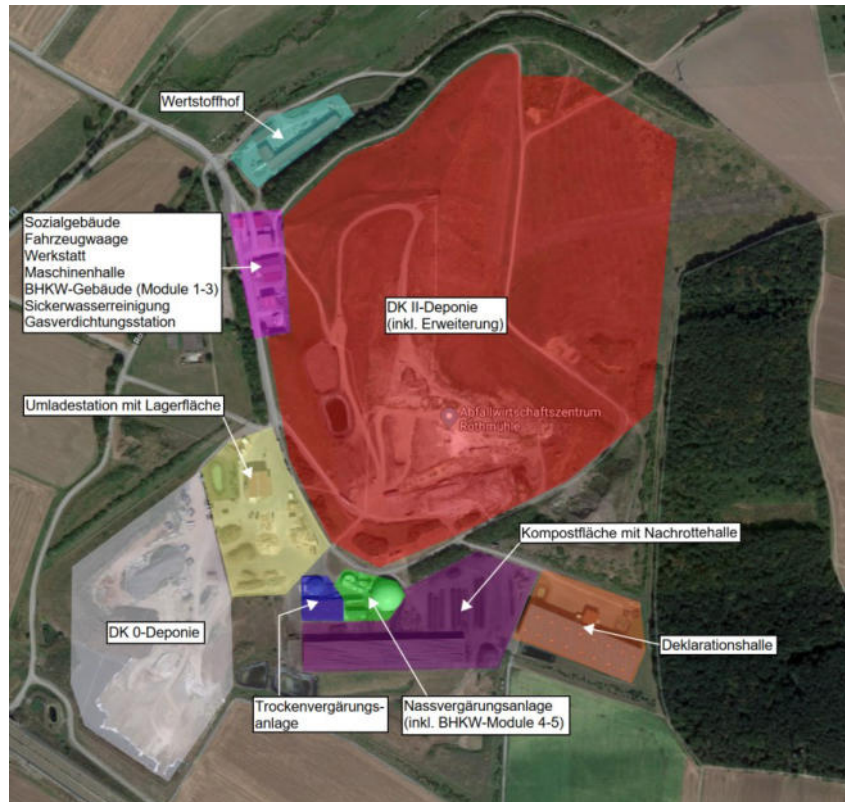 Wertstoffhof
Sozialgebäude
Fahrzeugwaage
Werkstatt
Maschinenhalle
BHKW-Gebäude (Module 1-3)
Sickerwasserreinigung
Gasverdichtungsstation
DK II-Deponie
(inkl. Erweiterung)
Umladestation mit Lagerfläche
Abfallwirtschaftszentrum
Rothmühle
Kompostfläche mit Nachrottehalle
DK 0-Deponie
Deklarationshalle
Trockenvergärungs-
anlage
Nassvergärungsanlage
(inkl. BHKW-Module 4-5)